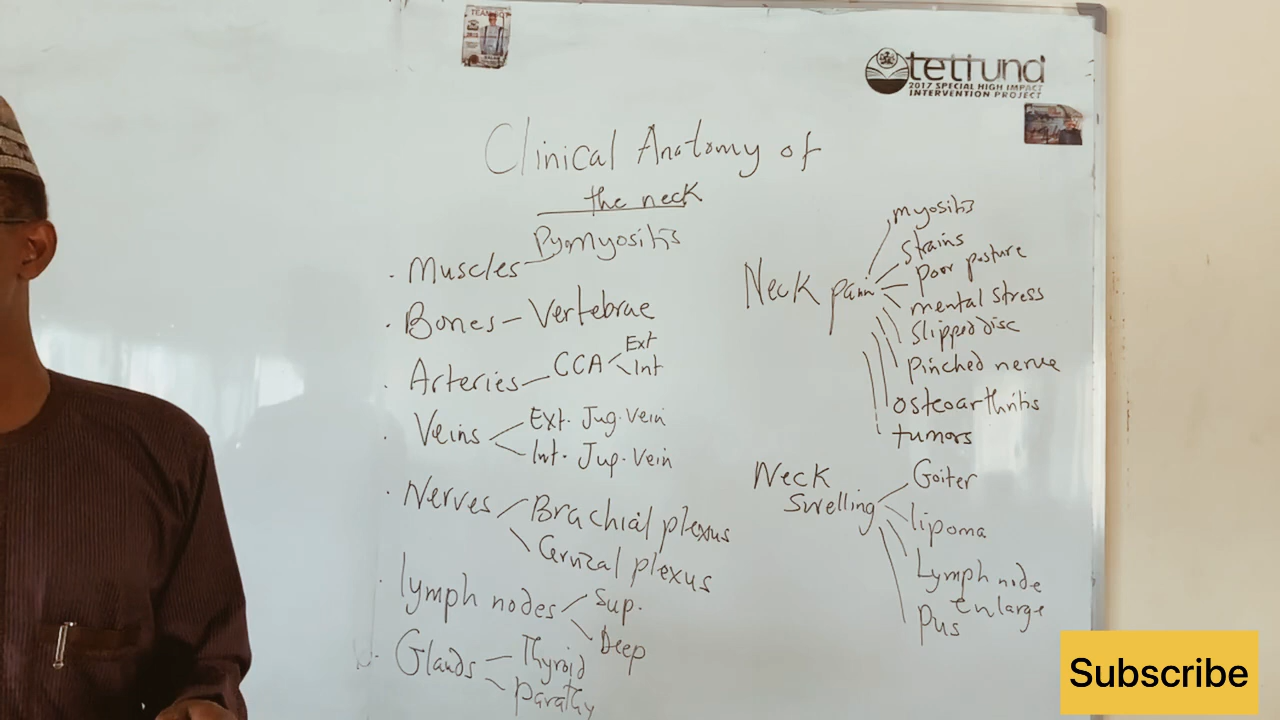 tetfund
2017 SPECIAL HIGH IMPACT
INTERVENTION PROJECT
Clinical Anatomy of
the neck
. Muscles - Pyomyositis
. Bones - Vertebrae
. Arteries - CCA
Ext
Int
. Veins
Ext. Jug. vein
Int. Jug. Vein
. Nerves
Brachial plexus
Cervical plexus
. lymph nodes
Sup.
Deep
. Glands
Thyroid
parathy
Neck pain
myositis
Strains
Poor posture
mental stress
Slipped disc
Pinched nerve
osteoarthritis
tumors
Neck
Swelling
Goiter
lipoma
Lymph node
enlarge
Pus
Subscribe